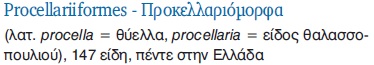 Procellariiformes - Προκελλαριόμορφα
(λατ. procella = θύελλα, procellaria = είδος θαλασσο-
πουλιού), 147 είδη, πέντε στην Ελλάδα